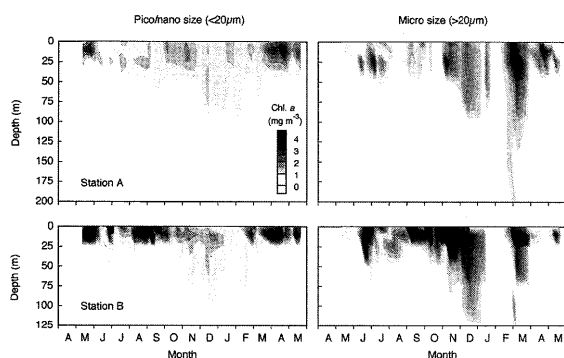 Pico/nano size (<20µm)
Micro size (>20µm)
Depth (m)
0
25
50
75
100
125
150
175
200
Station A
Chl. a
(mg m⁻³)
4
3
2
1
0
Depth (m)
0
25
50
75
100
125
Station B
A M J J A S O N D J F M A M
A M J J A S O N D J F M A M
Month
Month